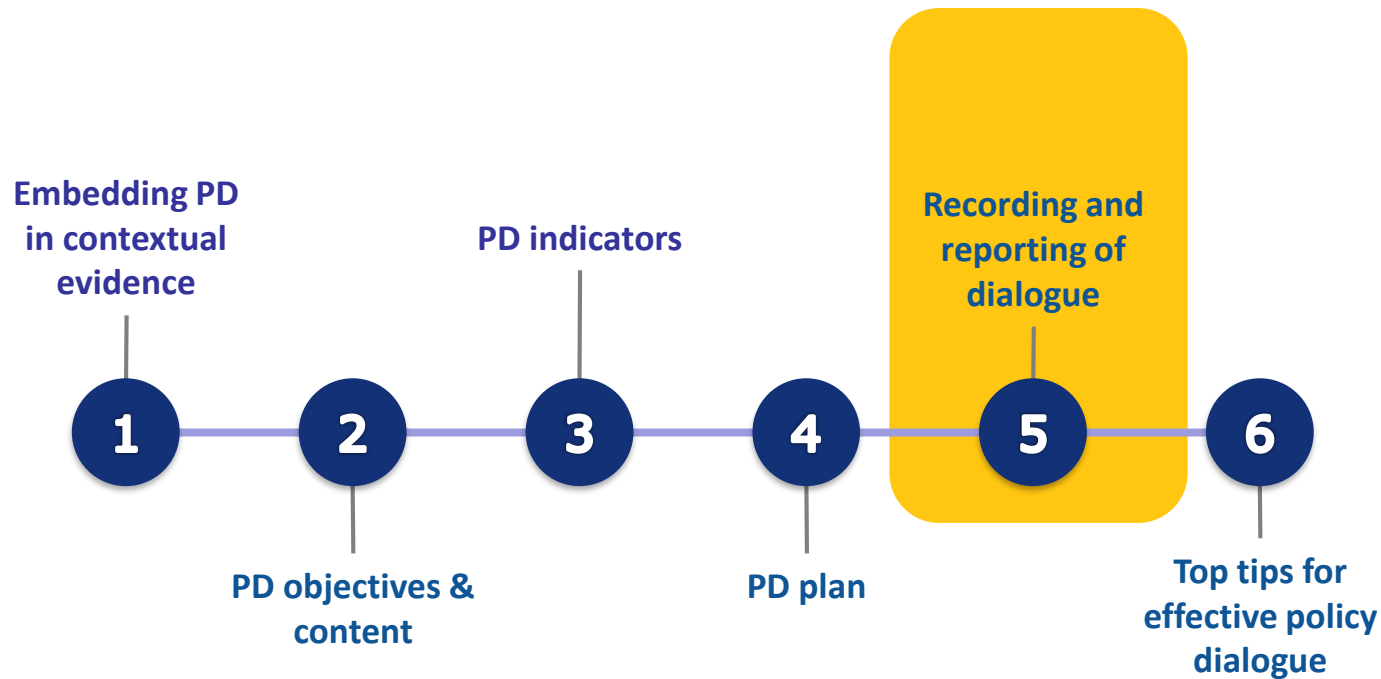 Embedding PD
in contextual
evidence
PD indicators
Recording and
reporting of
dialogue
1
2
3
4
5
6
PD objectives &
content
PD plan
Top tips for
effective policy
dialogue